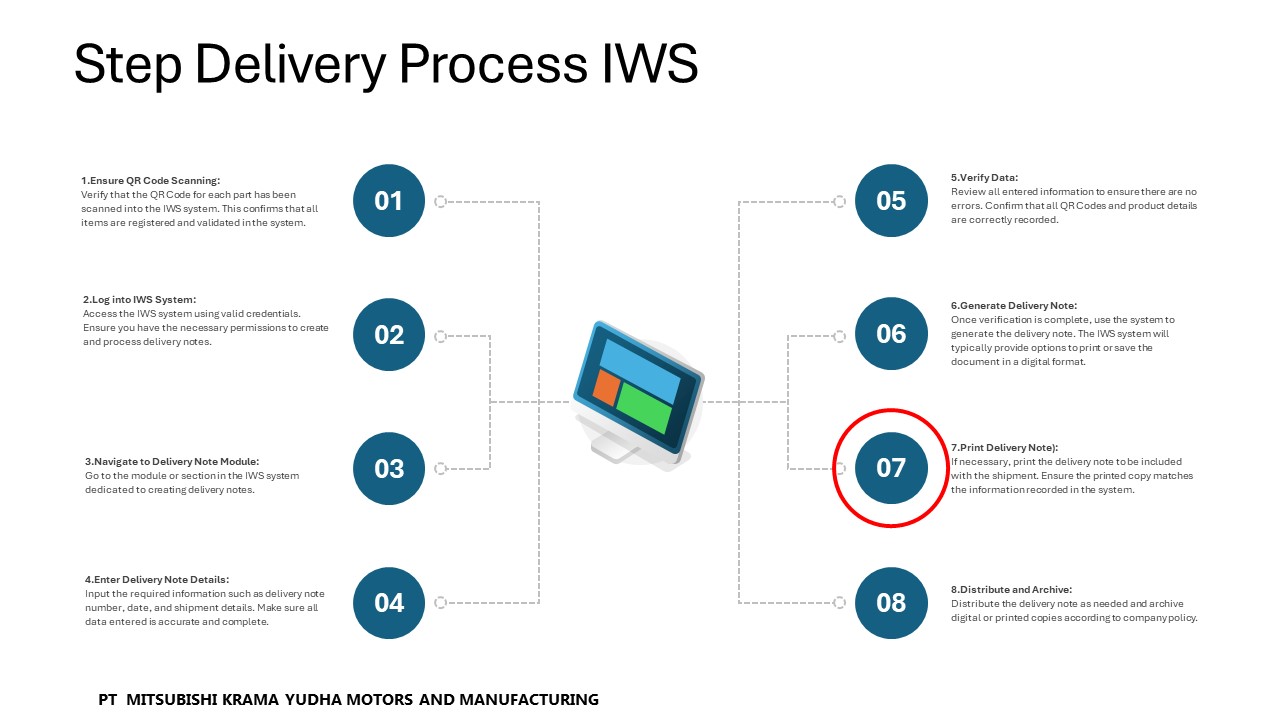 Step Delivery Process IWS
1.Ensure QR Code Scanning:
Verify that the QR Code for each part has been
scanned into the IWS system. This confirms that all
items are registered and validated in the system.
01
2.Log into IWS System:
Access the IWS system using valid credentials.
Ensure you have the necessary permissions to create
and process delivery notes.
02
3.Navigate to Delivery Note Module:
Go to the module or section in the IWS system
dedicated to creating delivery notes.
03
4.Enter Delivery Note Details:
Input the required information such as delivery note
number, date, and shipment details. Make sure all
data entered is accurate and complete.
04
05
5.Verify Data:
Review all entered information to ensure there are no
errors. Confirm that all QR Codes and product details
are correctly recorded.
06
6.Generate Delivery Note:
Once verification is complete, use the system to
generate the delivery note. The IWS system will
typically provide options to print or save the
document in a digital format.
07
7.Print Delivery Note):
If necessary, print the delivery note to be included
with the shipment. Ensure the printed copy matches
the information recorded in the system.
08
8.Distribute and Archive:
Distribute the delivery note as needed and archive
digital or printed copies according to company policy.
PT MITSUBISHI KRAMA YUDHA MOTORS AND MANUFACTURING